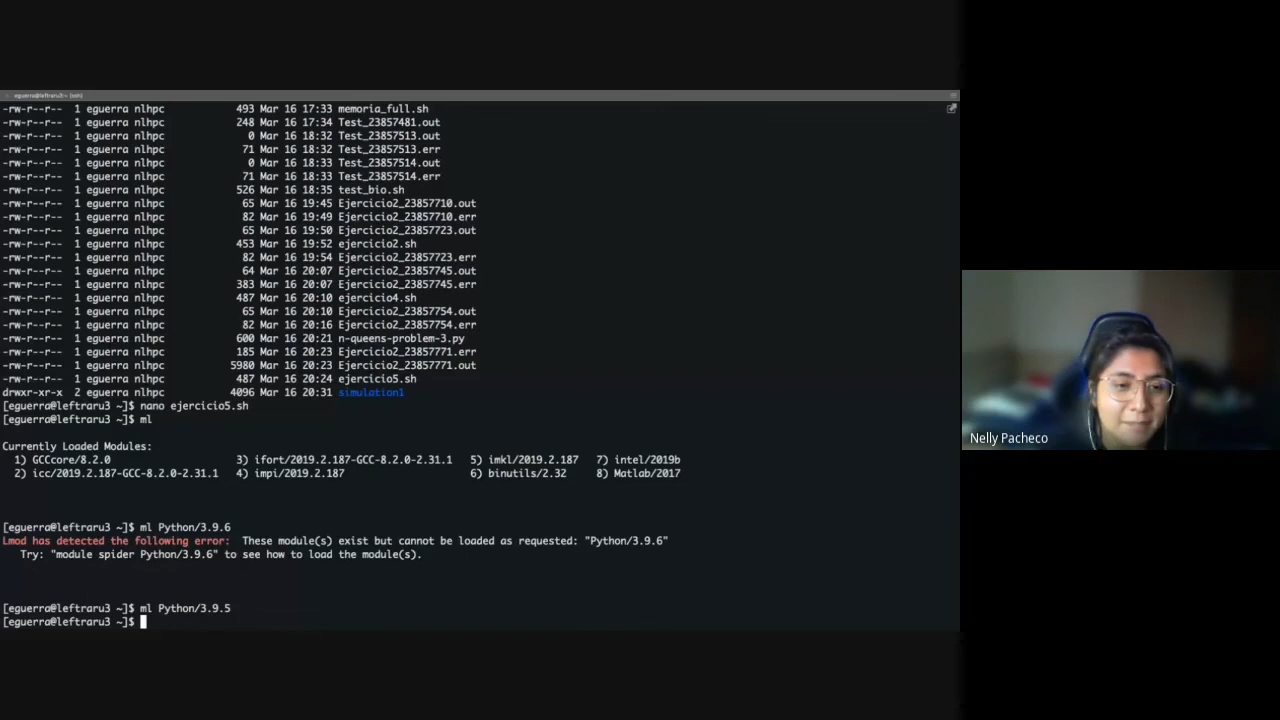 eguerra@leftraru3:~ (ssh)
-rw-r--r-- 1 eguerra nlhpc 493 Mar 16 17:33 memoria_full.sh
-rw-r--r-- 1 eguerra nlhpc 248 Mar 16 17:34 Test_23857481.out
-rw-r--r-- 1 eguerra nlhpc 0 Mar 16 18:32 Test_23857513.out
-rw-r--r-- 1 eguerra nlhpc 71 Mar 16 18:32 Test_23857513.err
-rw-r--r-- 1 eguerra nlhpc 0 Mar 16 18:33 Test_23857514.out
-rw-r--r-- 1 eguerra nlhpc 71 Mar 16 18:33 Test_23857514.err
-rw-r--r-- 1 eguerra nlhpc 526 Mar 16 18:35 test_bio.sh
-rw-r--r-- 1 eguerra nlhpc 65 Mar 16 19:45 Ejercicio2_23857710.out
-rw-r--r-- 1 eguerra nlhpc 82 Mar 16 19:49 Ejercicio2_23857710.err
-rw-r--r-- 1 eguerra nlhpc 65 Mar 16 19:50 Ejercicio2_23857723.out
-rw-r--r-- 1 eguerra nlhpc 453 Mar 16 19:52 ejercicio2.sh
-rw-r--r-- 1 eguerra nlhpc 82 Mar 16 19:54 Ejercicio2_23857723.err
-rw-r--r-- 1 eguerra nlhpc 64 Mar 16 20:07 Ejercicio2_23857745.out
-rw-r--r-- 1 eguerra nlhpc 383 Mar 16 20:07 Ejercicio2_23857745.err
-rw-r--r-- 1 eguerra nlhpc 487 Mar 16 20:10 ejercicio4.sh
-rw-r--r-- 1 eguerra nlhpc 65 Mar 16 20:10 Ejercicio2_23857754.out
-rw-r--r-- 1 eguerra nlhpc 82 Mar 16 20:16 Ejercicio2_23857754.err
-rw-r--r-- 1 eguerra nlhpc 600 Mar 16 20:21 n-queens-problem-3.py
-rw-r--r-- 1 eguerra nlhpc 185 Mar 16 20:23 Ejercicio2_23857771.err
-rw-r--r-- 1 eguerra nlhpc 5980 Mar 16 20:23 Ejercicio2_23857771.out
-rw-r--r-- 1 eguerra nlhpc 487 Mar 16 20:24 ejercicio5.sh
drwxr-xr-x 2 eguerra nlhpc 4096 Mar 16 20:31 simulation1
[eguerra@leftraru3 ~]$ nano ejercicio5.sh
[eguerra@leftraru3 ~]$ ml
Currently Loaded Modules:
1) GCCcore/8.2.0 3) ifort/2019.2.187-GCC-8.2.0-2.31.1 5) imkl/2019.2.187 7) intel/2019b
2) icc/2019.2.187-GCC-8.2.0-2.31.1 4) impi/2019.2.187 6) binutils/2.32 8) Matlab/2017
[eguerra@leftraru3 ~]$ ml Python/3.9.6
Lmod has detected the following error: These module(s) exist but cannot be loaded as requested: "Python/3.9.6"
Try: "module spider Python/3.9.6" to see how to load the module(s).
[eguerra@leftraru3 ~]$ ml Python/3.9.5
[eguerra@leftraru3 ~]$
Nelly Pacheco